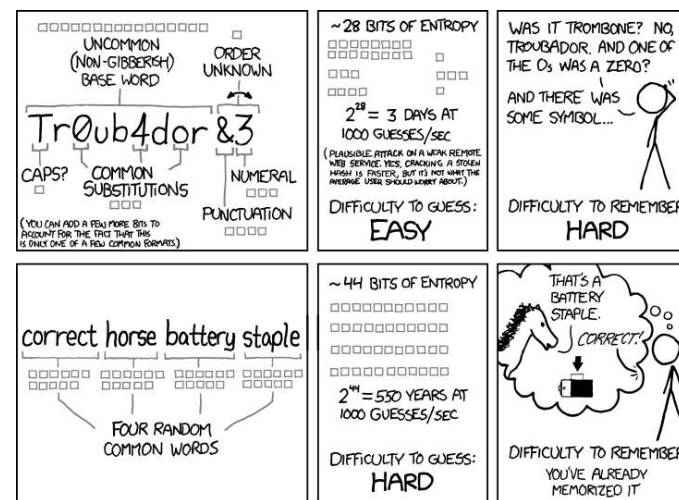 UNCOMMON
(NON-GIBBERISH)
BASE WORD
ORDER
UNKNOWN
Tr0ub4dor &3
CAPS?
COMMON
SUBSTITUTIONS
NUMERAL
PUNCTUATION
(YOU CAN ADD A FEW MORE BITS TO
ACCOUNT FOR THE FACT THAT THIS
IS ONLY ONE OF A FEW COMMON FORMATS.)
~28 BITS OF ENTROPY
2^28 = 3 DAYS AT
1000 GUESSES/SEC
(PLAUSIBLE ATTACK ON A WEAK REMOTE
WEB SERVICE. YES, CRACKING A STOLEN
HASH IS FASTER, BUT IT'S NOT WHAT THE
AVERAGE USER SHOULD WORRY ABOUT.)
DIFFICULTY TO GUESS:
EASY
WAS IT TROMBONE? NO,
TROUBADOR. AND ONE OF
THE Os WAS A ZERO?
AND THERE WAS
SOME SYMBOL...
DIFFICULTY TO REMEMBER
HARD
correct horse battery staple
FOUR RANDOM
COMMON WORDS
~44 BITS OF ENTROPY
2^44 = 550 YEARS AT
1000 GUESSES/SEC
DIFFICULTY TO GUESS:
HARD
THAT'S A
BATTERY
STAPLE.
CORRECT!
DIFFICULTY TO REMEMBER
YOU'VE ALREADY
MEMORIZED IT